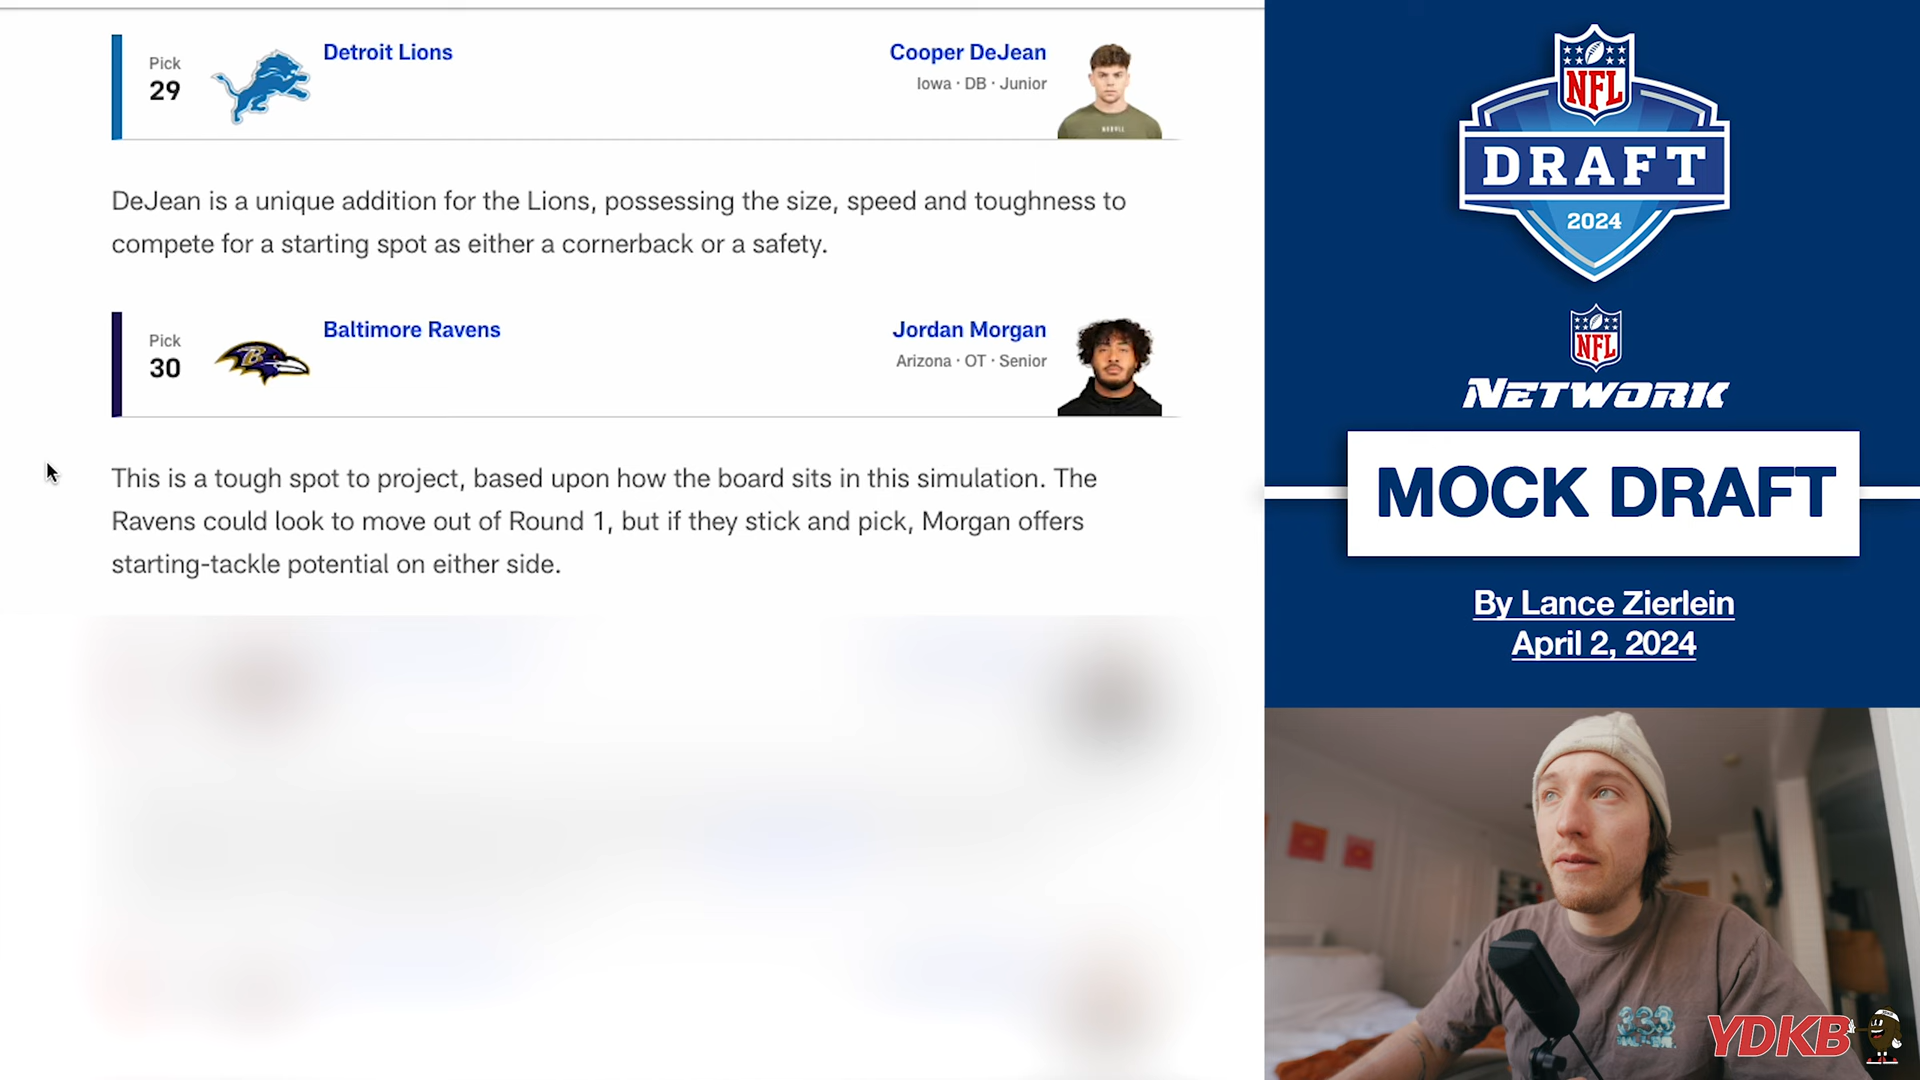 Pick
29
Detroit Lions
Cooper DeJean
Iowa · DB · Junior
DeJean is a unique addition for the Lions, possessing the size, speed and toughness to
compete for a starting spot as either a cornerback or a safety.
Pick
30
Baltimore Ravens
Jordan Morgan
Arizona · OT · Senior
This is a tough spot to project, based upon how the board sits in this simulation. The
Ravens could look to move out of Round 1, but if they stick and pick, Morgan offers
starting-tackle potential on either side.
NFL
DRAFT
2024
NFL
NETWORK
MOCK DRAFT
By Lance Zierlein
April 2, 2024
333
YDKB